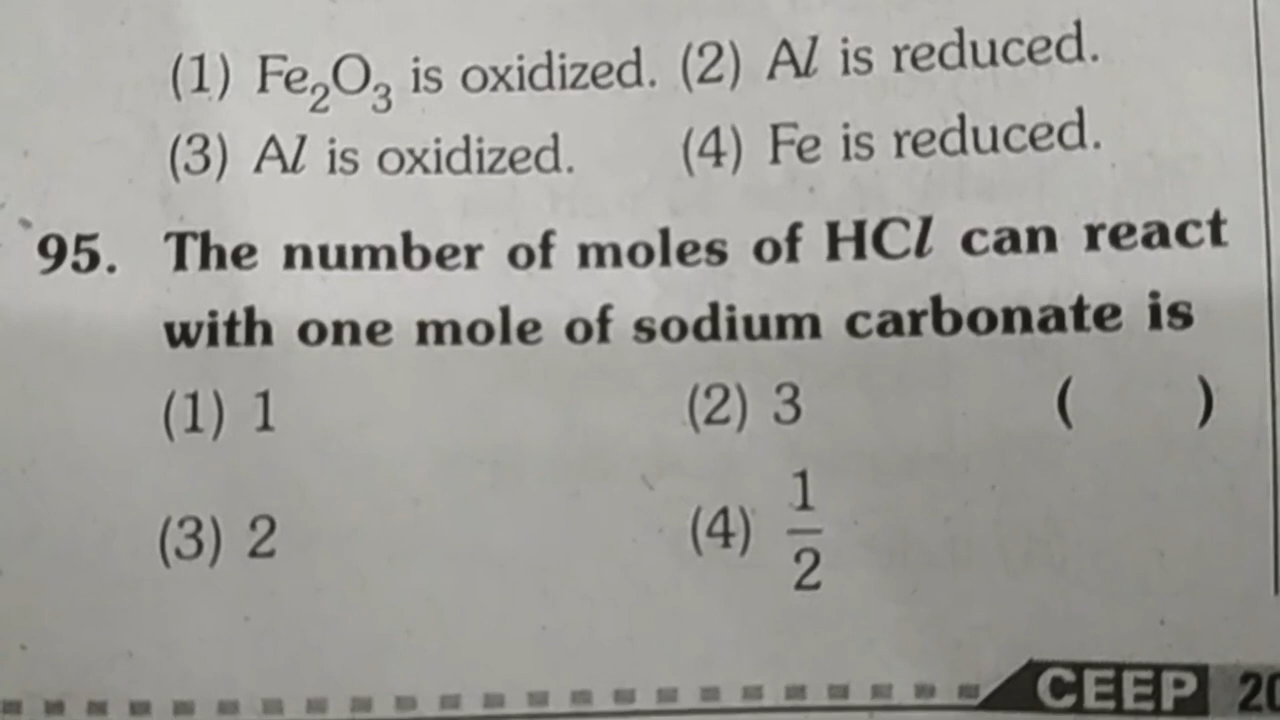 (1) Fe₂O₃ is oxidized. (2) Al is reduced.
(3) Al is oxidized. (4) Fe is reduced.
95. The number of moles of HCl can react
with one mole of sodium carbonate is
(1) 1 (2) 3 ( )
(3) 2 (4) 1/2
CEEP 20